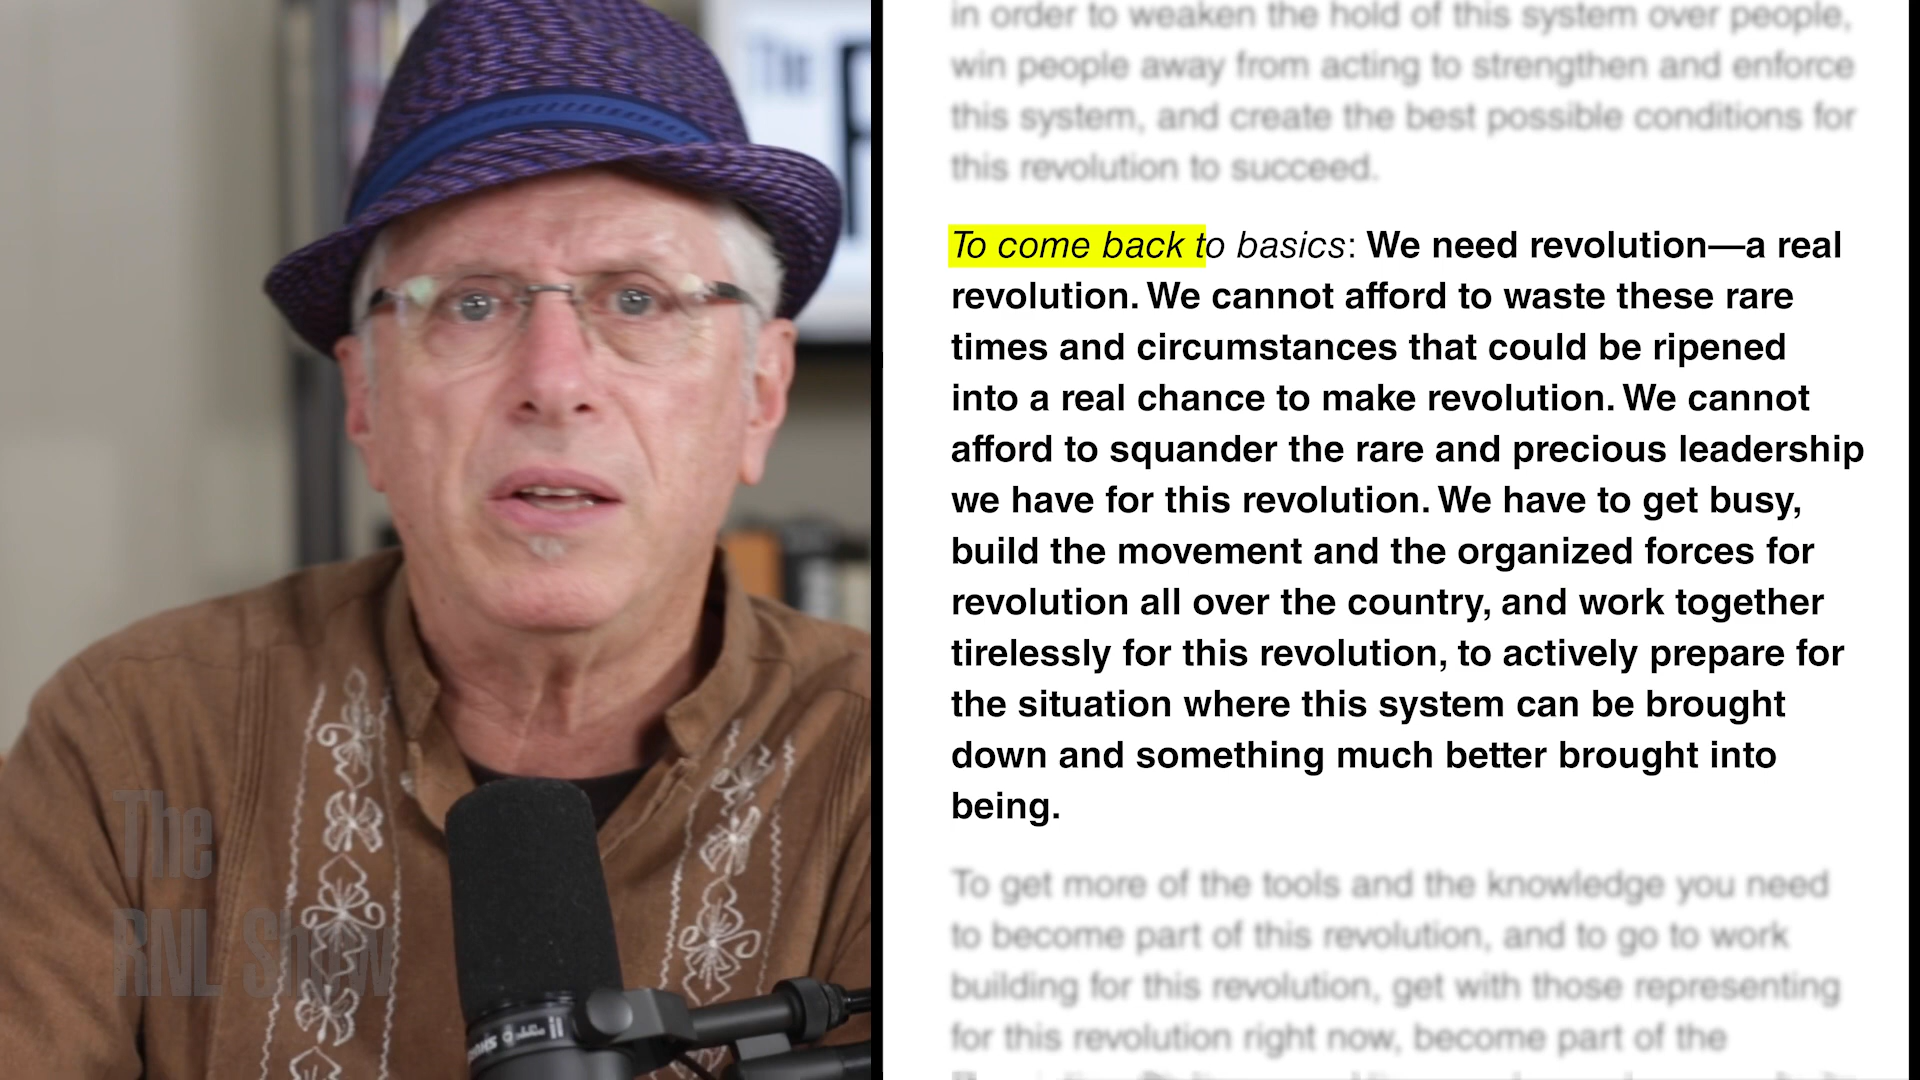 The
The
RNL Show
in order to weaken the hold of this system over people,
win people away from acting to strengthen and enforce
this system, and create the best possible conditions for
this revolution to succeed.
To come back to basics: We need revolution—a real
revolution. We cannot afford to waste these rare
times and circumstances that could be ripened
into a real chance to make revolution. We cannot
afford to squander the rare and precious leadership
we have for this revolution. We have to get busy,
build the movement and the organized forces for
revolution all over the country, and work together
tirelessly for this revolution, to actively prepare for
the situation where this system can be brought
down and something much better brought into
being.
To get more of the tools and the knowledge you need
to become part of this revolution, and to go to work
building for this revolution, get with those representing
for this revolution right now, become part of the